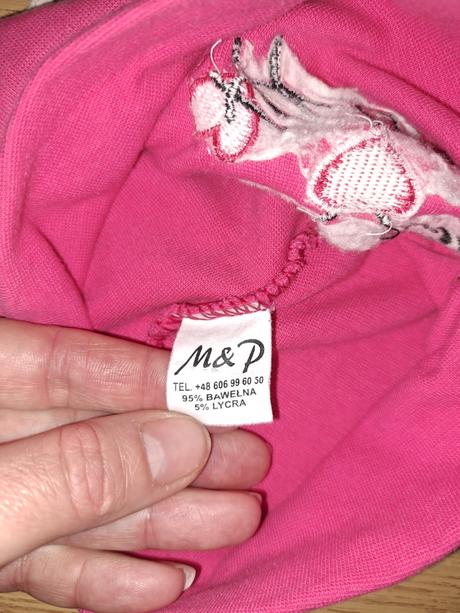 M&P
TEL. +48 606 99 60 50
95% BAWEŁNA
5% LYCRA